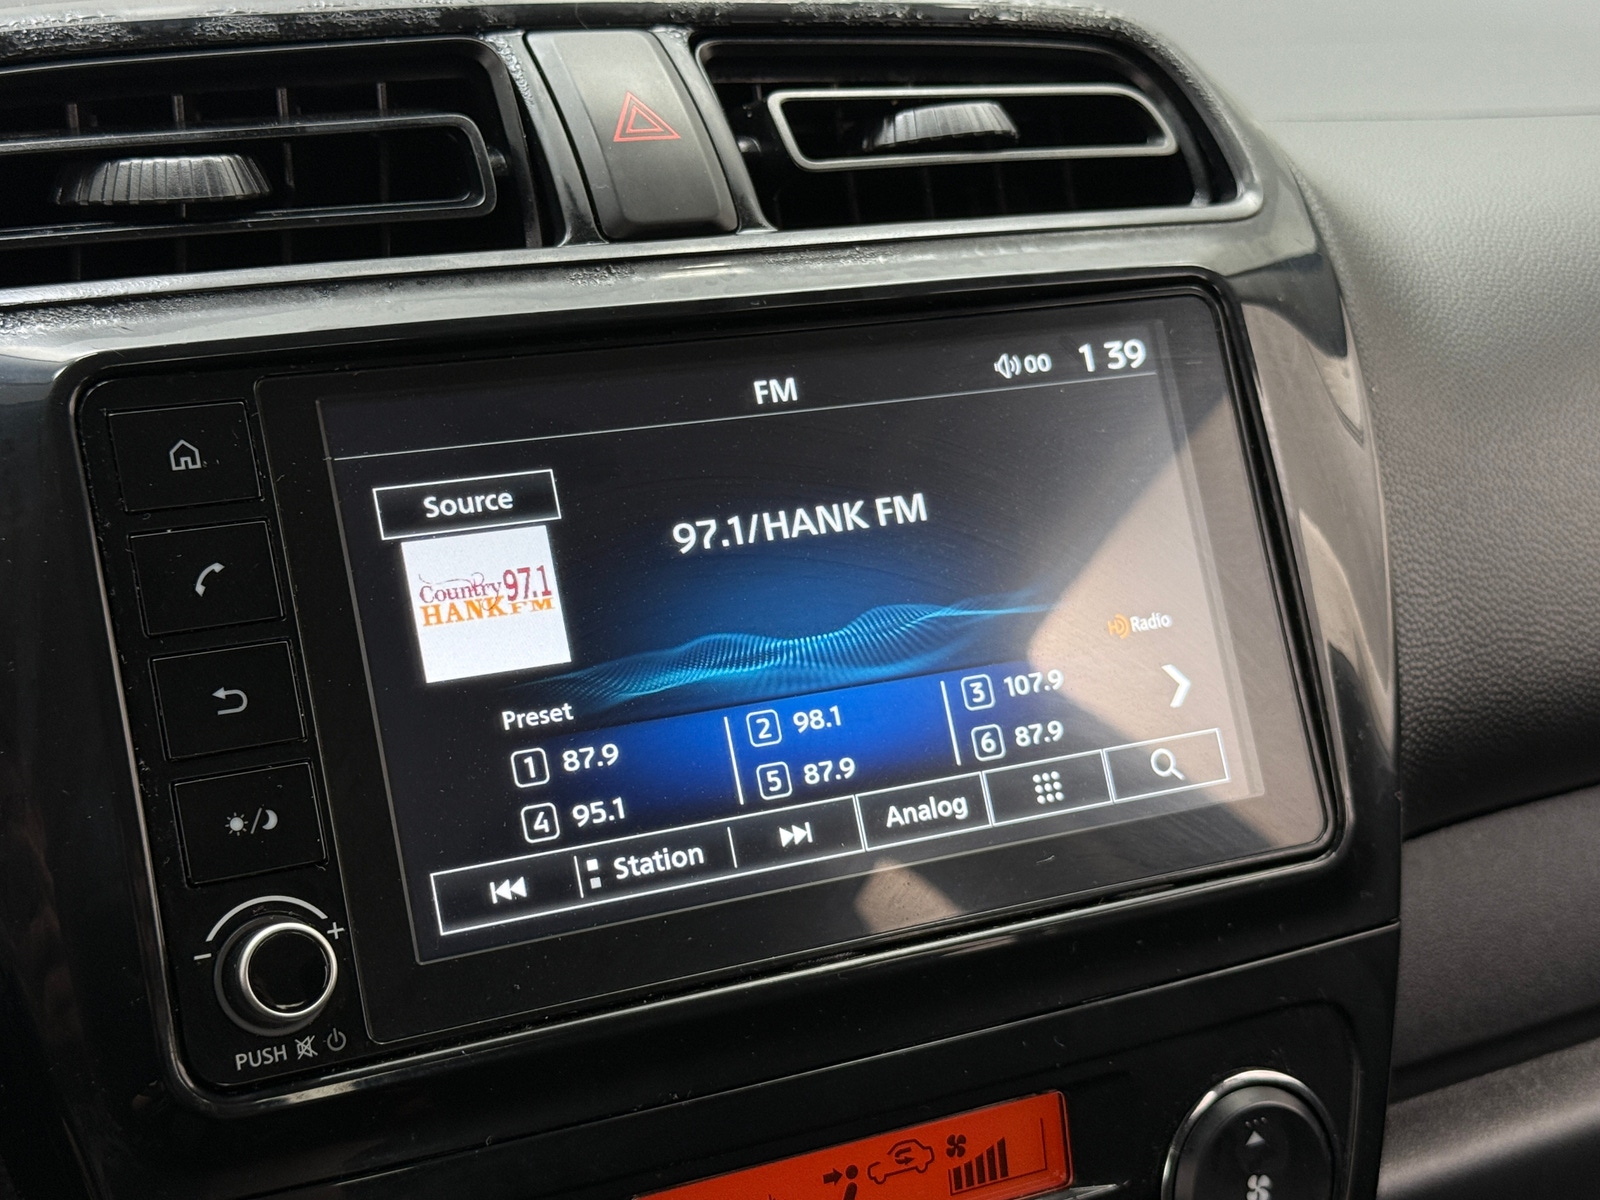 FM
00 1 39
Source
97.1/HANK FM
Country 97.1
HANK FM
HD Radio
Preset
1 87.9
2 98.1
3 107.9
4 95.1
5 87.9
6 87.9
Station
Analog
- +
PUSH